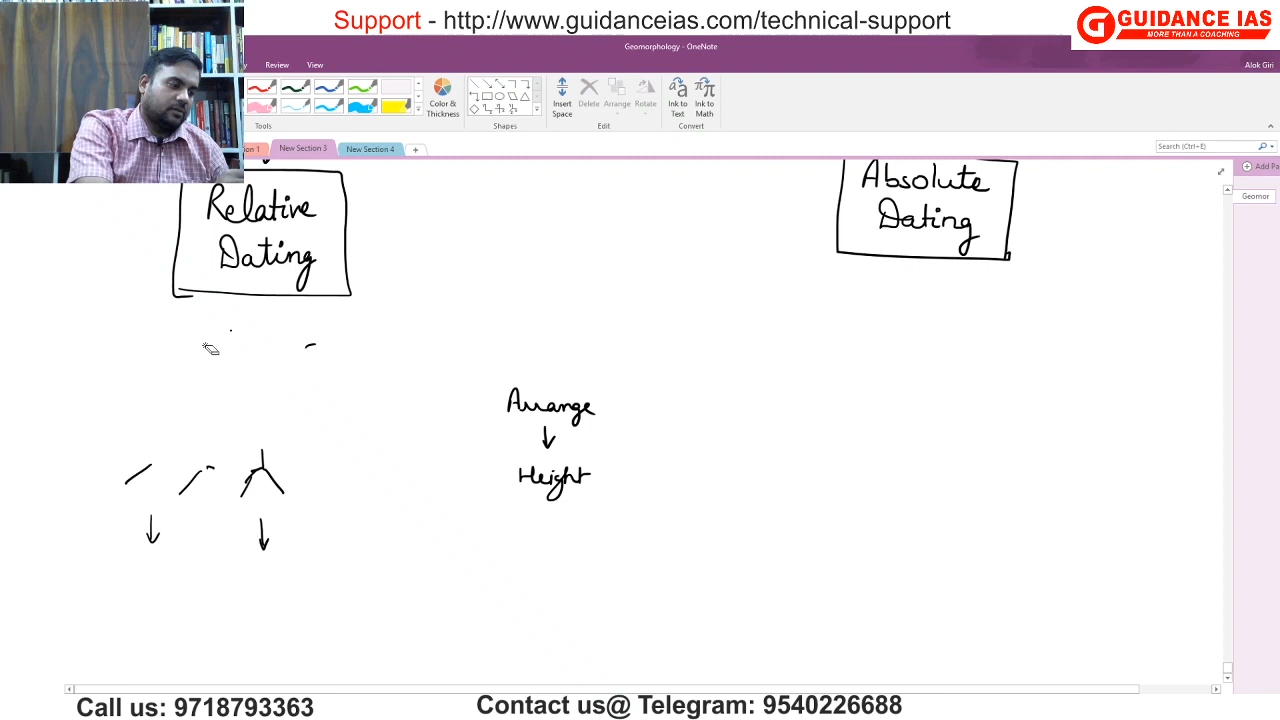 Support - http://www.guidanceias.com/technical-support
GUIDANCE IAS
MORE THAN A COACHING
Geomorphology - OneNote
Alok Giri
Review View
Color & Thickness
Insert Space
Delete
Arrange
Rotate
Ink to Text
Ink to Math
Tools
Shapes
Edit
Convert
New Section 3
New Section 4
Search (Ctrl+E)
Add Pa
Geomor
Relative
Dating
Absolute
Dating
Arrange
Height
Call us: 9718793363
Contact us@ Telegram: 9540226688